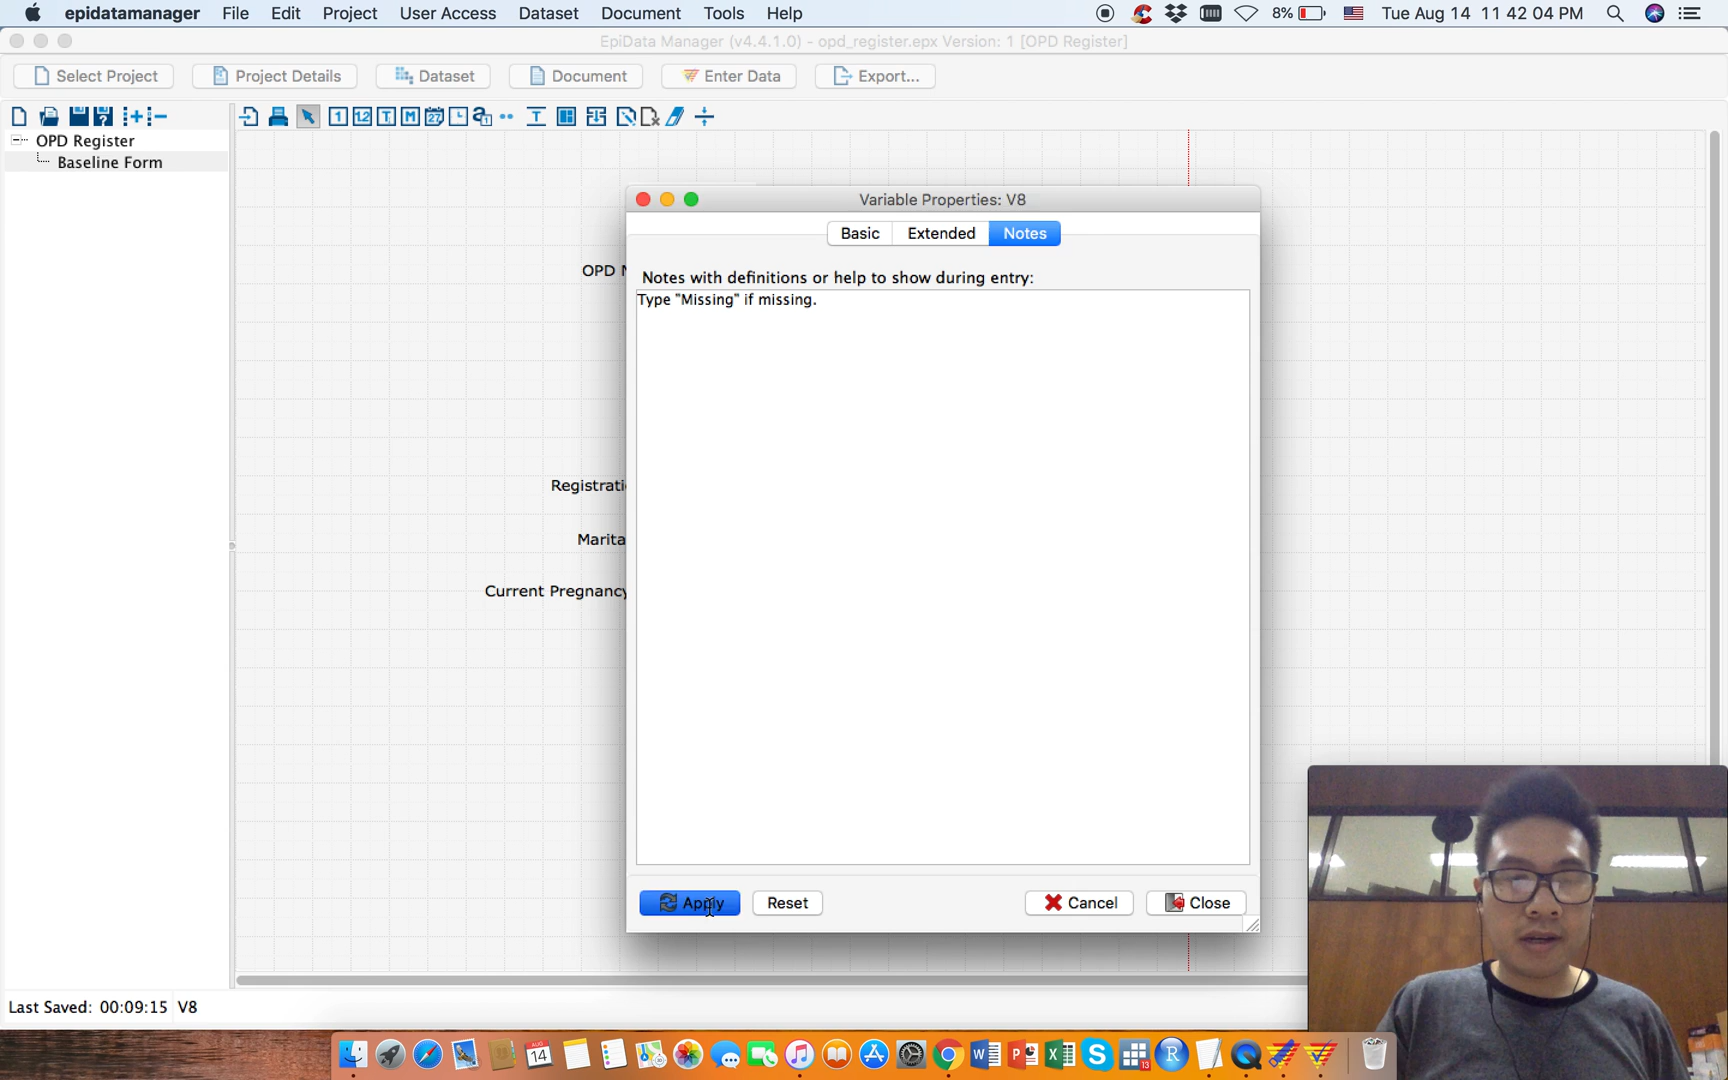 epidatamanager File Edit Project User Access Dataset Document Tools Help 8% Tue Aug 14 11 42 04 PM
EpiData Manager (v4.4.1.0) - opd_register.epx Version: 1 [OPD Register]
Select Project Project Details Dataset Document Enter Data Export...
OPD Register
Baseline Form
Variable Properties: V8
Basic Extended Notes
OPD N
Notes with definitions or help to show during entry:
Type "Missing" if missing.
Registrati
Marita
Current Pregnancy
Apply Reset Cancel Close
Last Saved: 00:09:15 V8